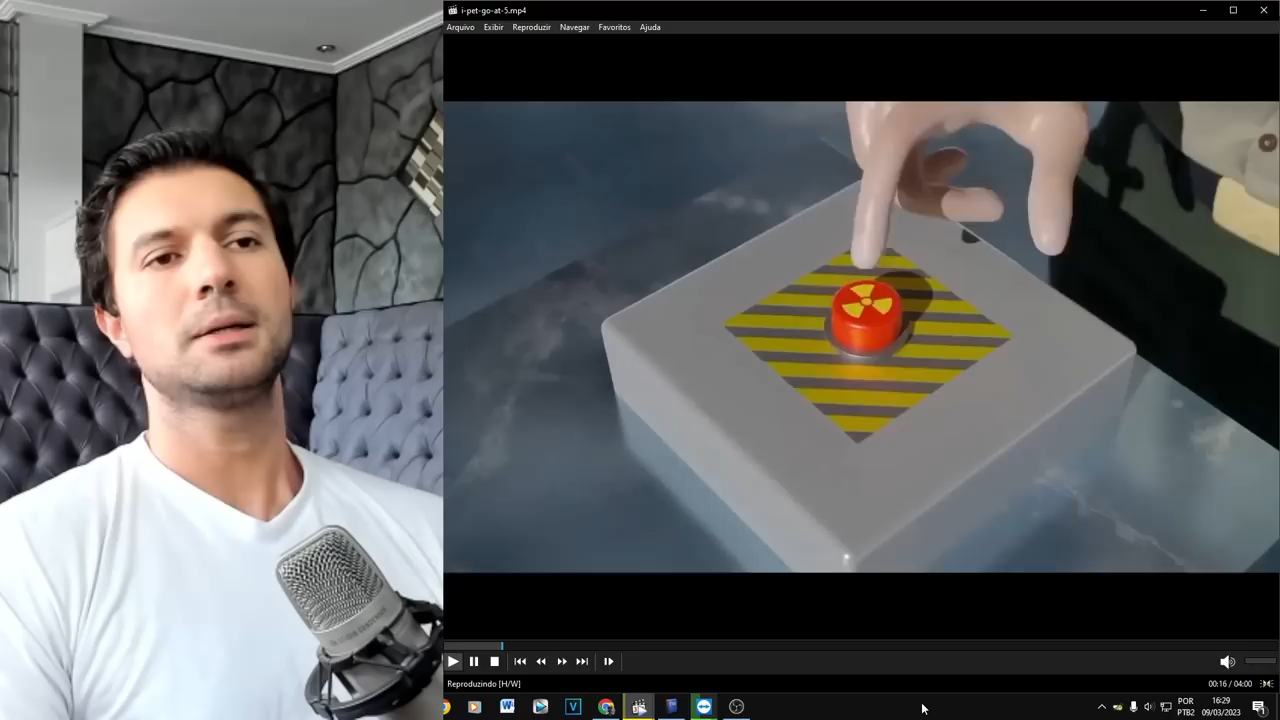 i-pet-go-at-5.mp4
Arquivo Exibir Reproduzir Navegar Favoritos Ajuda
Reproduzindo [H/W]
00:16 / 04:00
POR
PTB2
16:29
09/03/2023